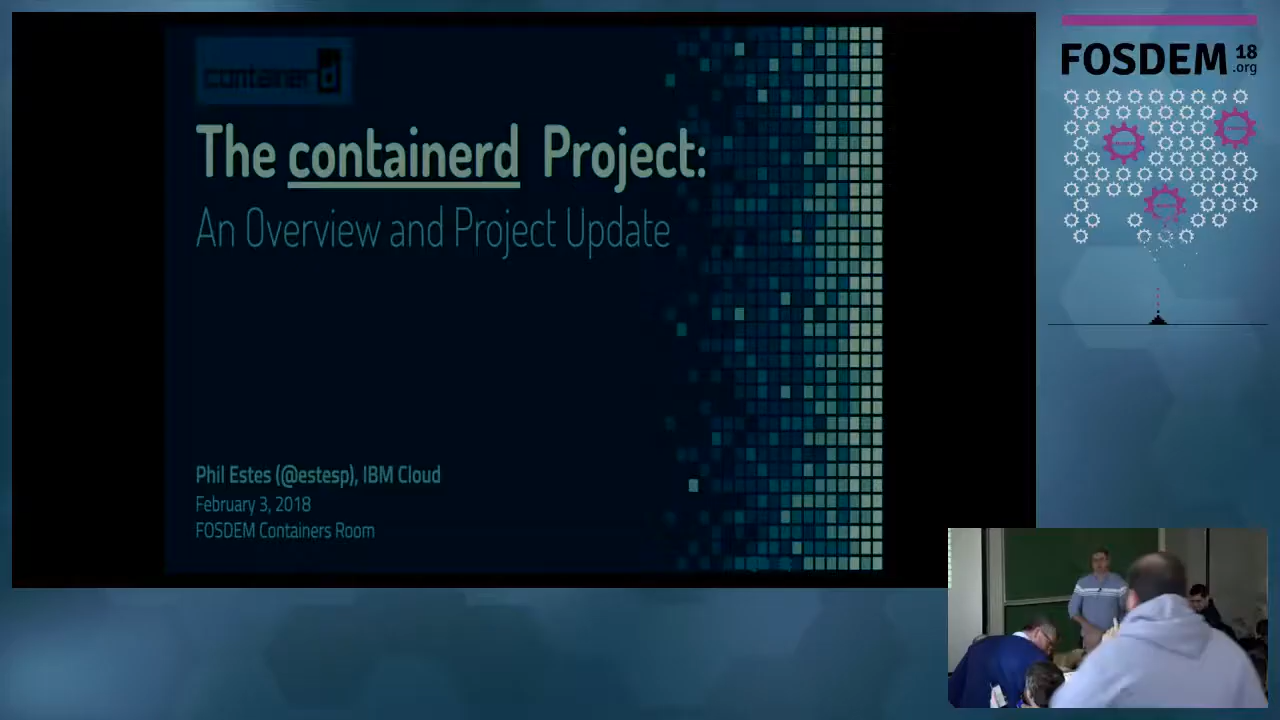 containerd
The containerd Project:
An Overview and Project Update
Phil Estes (@estesp), IBM Cloud
February 3, 2018
FOSDEM Containers Room
FOSDEM 18
.org